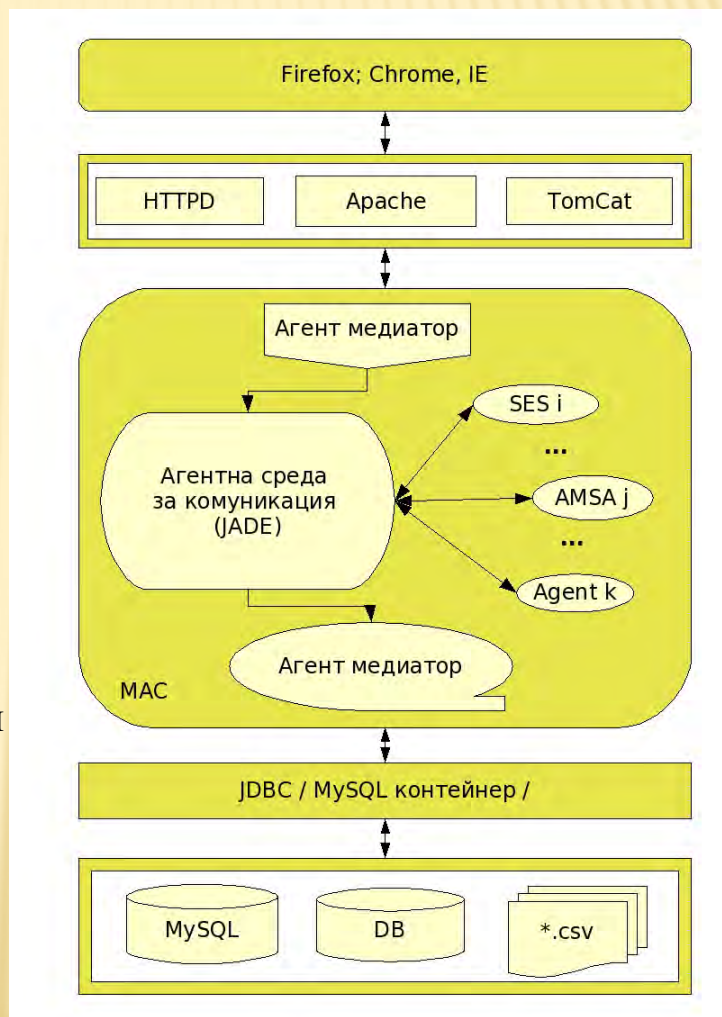 Firefox; Chrome, IE
HTTPD
Apache
TomCat
Агент медиатор
SES i
...
Агентна среда
за комуникация
(JADE)
AMSA j
...
Agent k
Агент медиатор
МАС
JDBC / MySQL контейнер /
MySQL
DB
*.csv